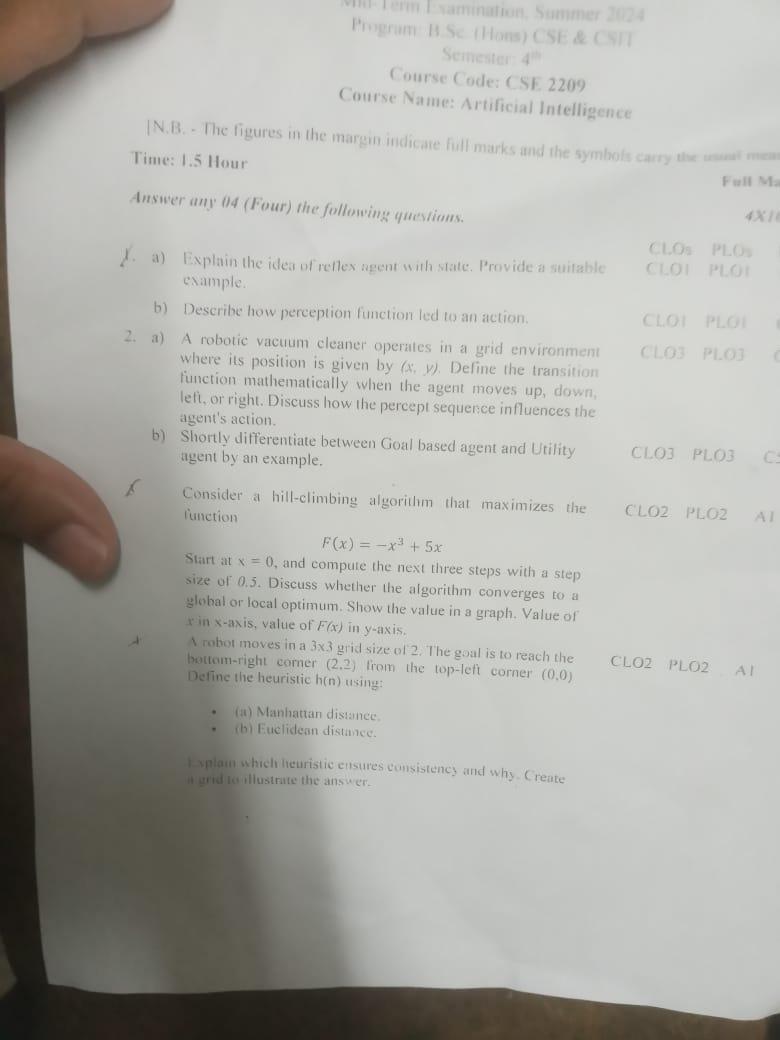 Mid-Term Examination, Summer 2024
Program: B.Sc. (Hons) CSE & CSIT
Semester: 4th
Course Code: CSE 2209
Course Name: Artificial Intelligence
[N.B. - The figures in the margin indicate full marks and the symbols carry the usual
Time: 1.5 Hour
Full
Answer any 04 (Four) the following questions.
4X10
CLOs PLOs
1. a) Explain the idea of reflex agent with state. Provide a suitable CLO1 PLO1
example.
b) Describe how perception function led to an action. CLO1 PLO1
2. a) A robotic vacuum cleaner operates in a grid environment CLO3 PLO3
where its position is given by (x, y). Define the transition
function mathematically when the agent moves up, down,
left, or right. Discuss how the percept sequence influences the
agent's action.
b) Shortly differentiate between Goal based agent and Utility CLO3 PLO3
agent by an example.
Consider a hill-climbing algorithm that maximizes the CLO2 PLO2 A1
function
F(x) = −x³ + 5x
Start at x = 0, and compute the next three steps with a step
size of 0.5. Discuss whether the algorithm converges to a
global or local optimum. Show the value in a graph. Value of
x in x-axis, value of F(x) in y-axis.
A robot moves in a 3x3 grid size of 2. The goal is to reach the CLO2 PLO2 A1
bottom-right corner (2,2) from the top-left corner (0,0)
Define the heuristic h(n) using:
• (a) Manhattan distance.
• (b) Euclidean distance.
Explain which heuristic ensures consistency and why. Create
a grid to illustrate the answer.